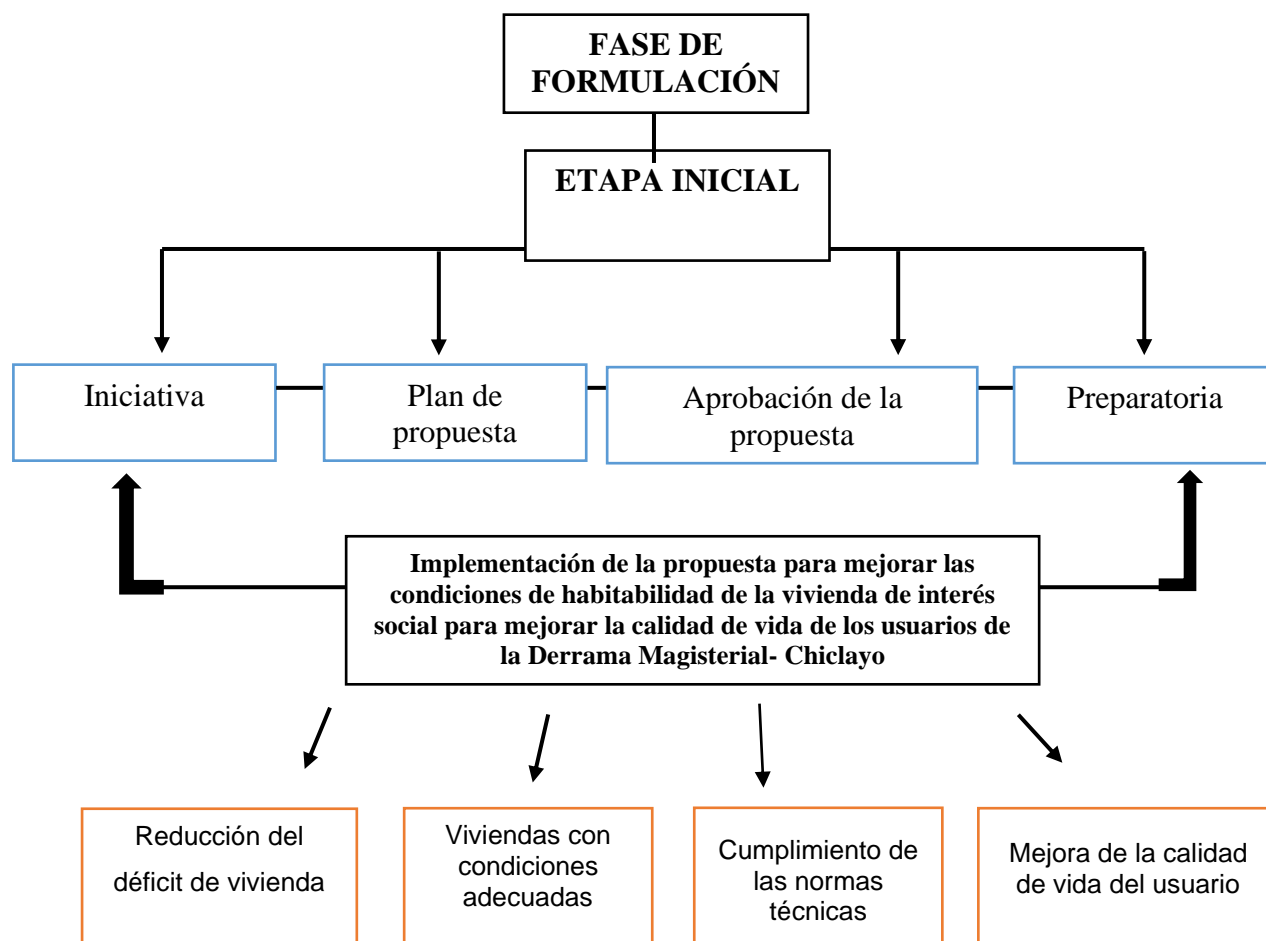 FASE DE
FORMULACIÓN
ETAPA INICIAL
Iniciativa
Plan de
propuesta
Aprobación de la
propuesta
Preparatoria
Implementación de la propuesta para mejorar las
condiciones de habitabilidad de la vivienda de interés
social para mejorar la calidad de vida de los usuarios de
la Derrama Magisterial- Chiclayo
Reducción del
déficit de vivienda
Viviendas con
condiciones
adecuadas
Cumplimiento de
las normas
técnicas
Mejora de la calidad
de vida del usuario